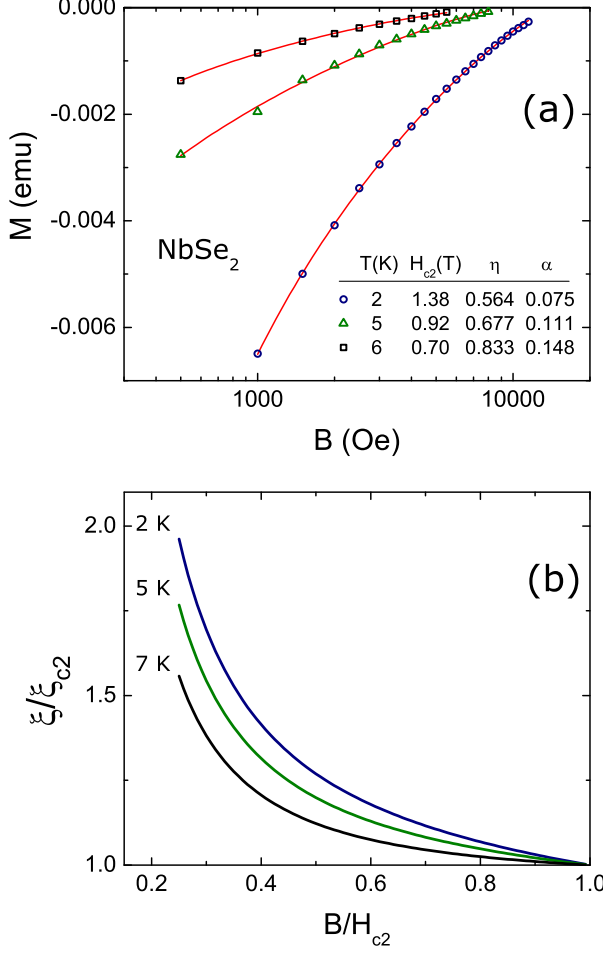 0.000
-0.002
-0.004
-0.006
M (emu)
(a)
NbSe2
T(K) Hc2(T) η α
2 1.38 0.564 0.075
5 0.92 0.677 0.111
6 0.70 0.833 0.148
1000 10000
B (Oe)
2.0
1.5
1.0
ξ/ξc2
2 K
5 K
7 K
(b)
0.2 0.4 0.6 0.8 1.0
B/Hc2